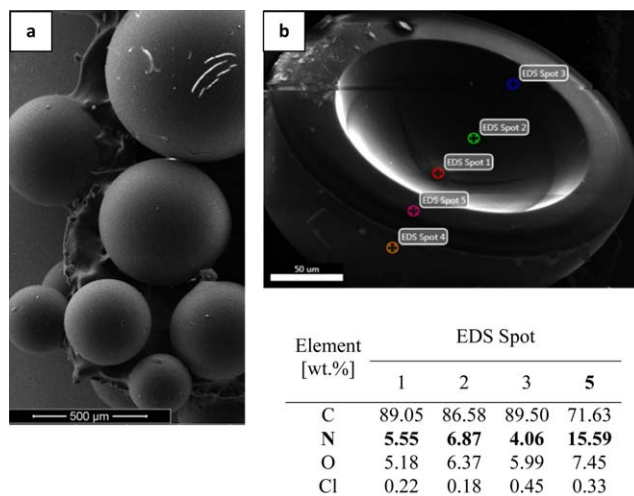 a
500 µm
b
EDS Spot 3
EDS Spot 2
EDS Spot 1
EDS Spot 5
EDS Spot 4
50 um
Element [wt.%]
EDS Spot
1 2 3 5
C 89.05 86.58 89.50 71.63
N 5.55 6.87 4.06 15.59
O 5.18 6.37 5.99 7.45
Cl 0.22 0.18 0.45 0.33